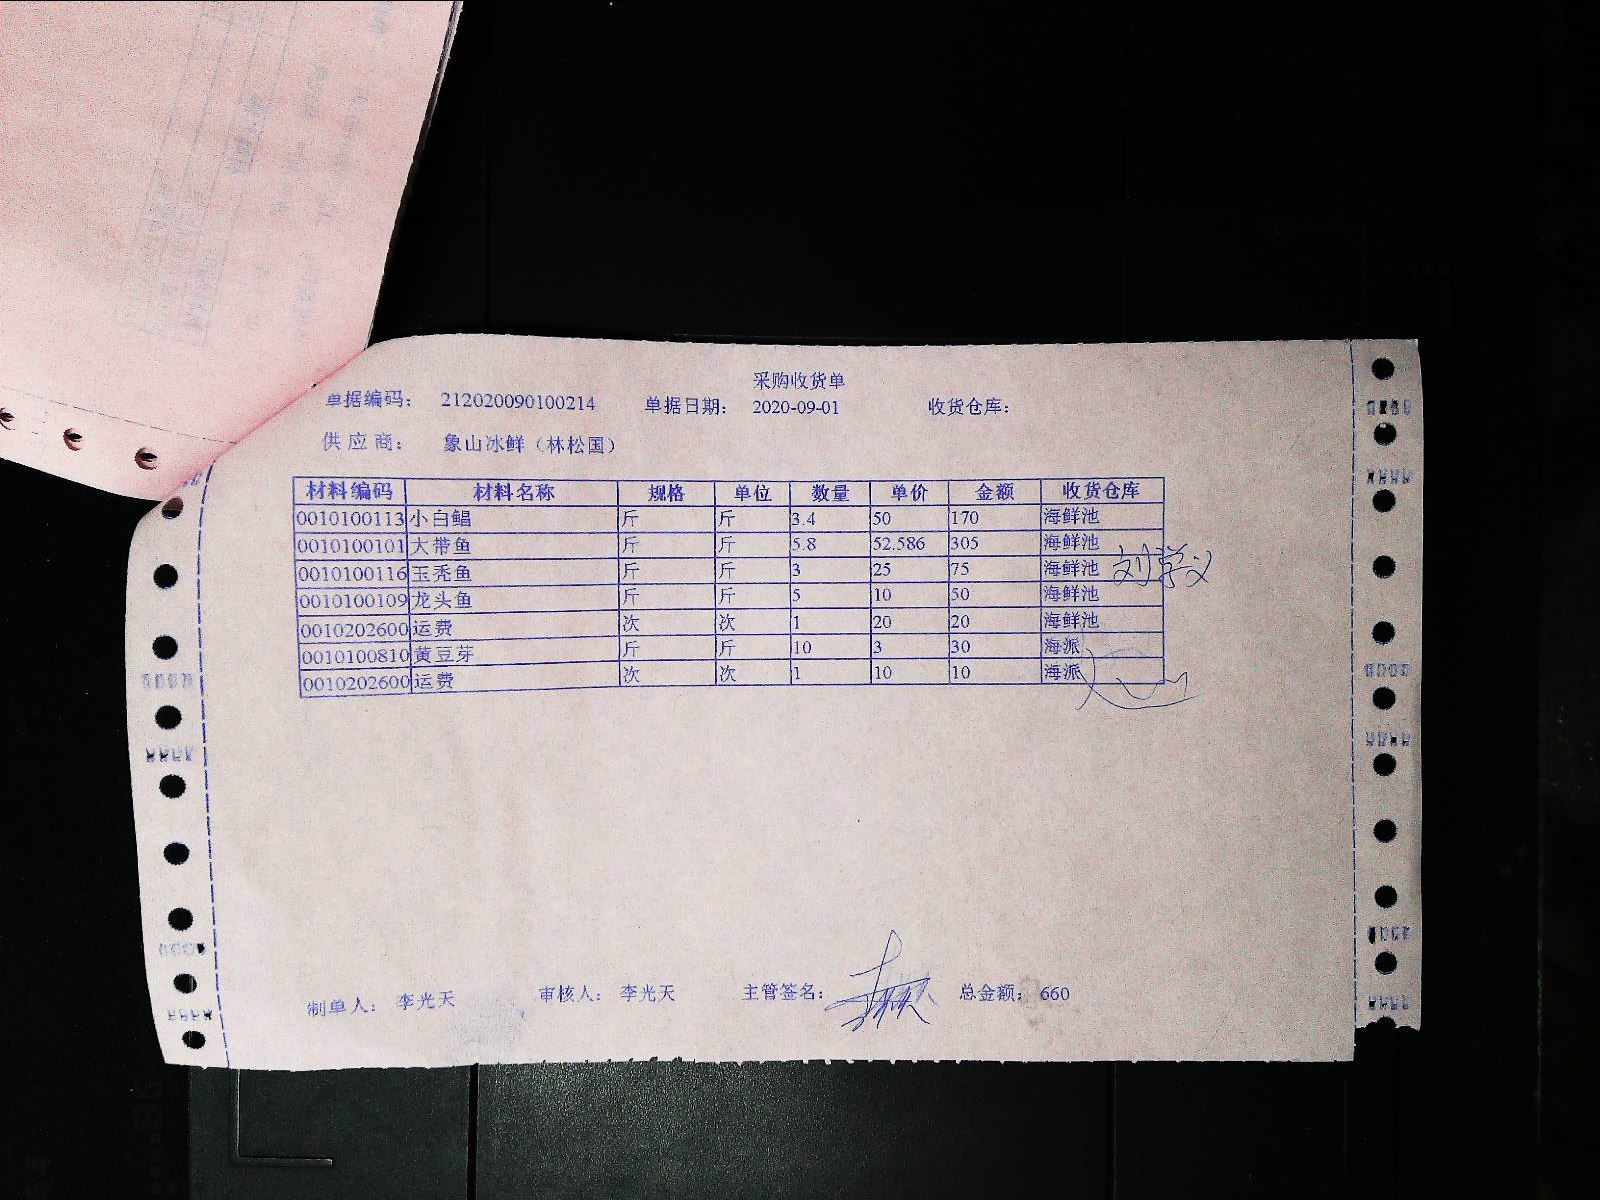 采购收货单
单据编码： 212020090100214 单据日期： 2020-09-01 收货仓库：
供应商： 象山冰鲜（林松国）
材料编码 材料名称 规格 单位 数量 单价 金额 收货仓库
0010100113 小白鲳 斤 斤 3.4 50 170 海鲜池
0010100101 大带鱼 斤 斤 5.8 52.586 305 海鲜池
0010100116 玉秃鱼 斤 斤 3 25 75 海鲜池
0010100109 龙头鱼 斤 斤 5 10 50 海鲜池
0010202600 运费 次 次 1 20 20 海鲜池
0010100810 黄豆芽 斤 斤 10 3 30 海派
0010202600 运费 次 次 1 10 10 海派
制单人： 李光天 审核人： 李光天 主管签名： 总金额： 660